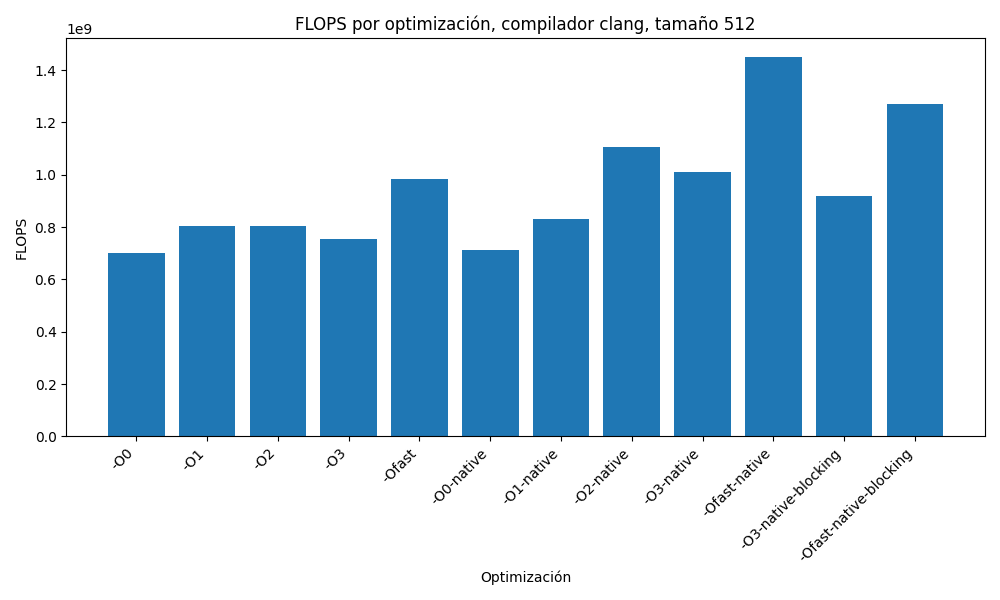 FLOPS por optimización, compilador clang, tamaño 512
1e9
1.4
1.2
1.0
0.8
0.6
0.4
0.2
0.0
FLOPS
-O0
-O1
-O2
-O3
-Ofast
-O0-native
-O1-native
-O2-native
-O3-native
-Ofast-native
-O3-native-blocking
-Ofast-native-blocking
Optimización